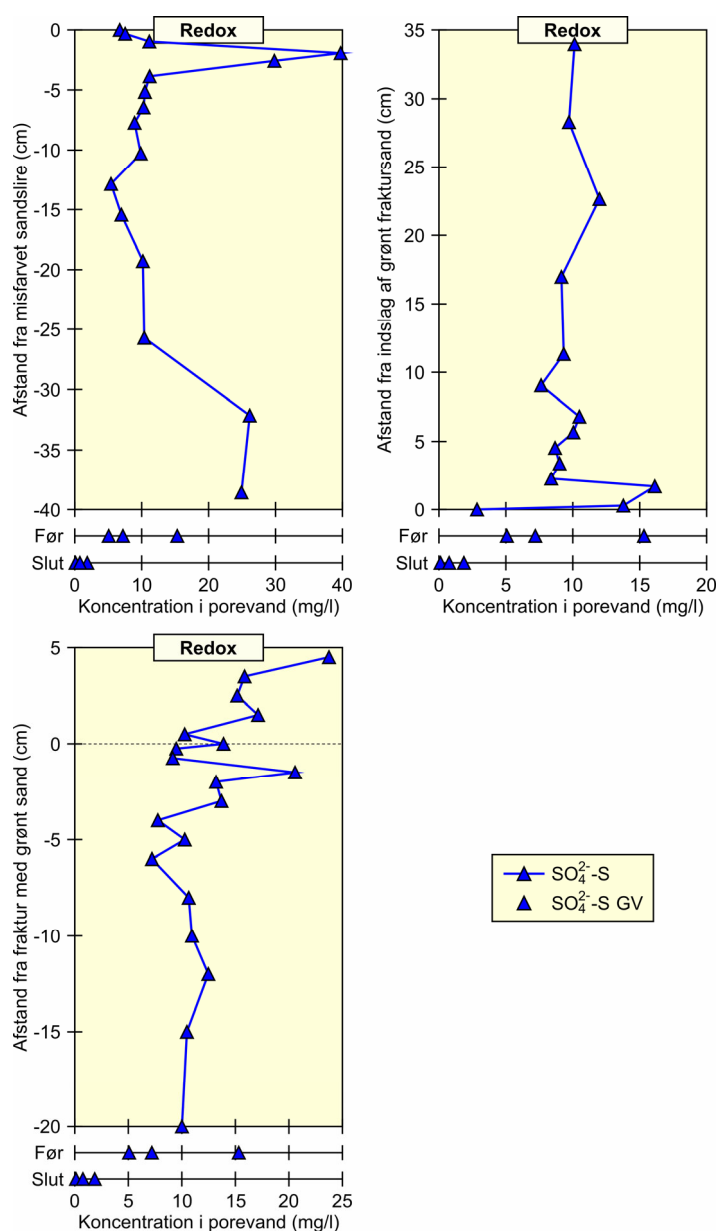 Redox
Afstand fra misfarvet sandslire (cm)
0
-5
-10
-15
-20
-25
-30
-35
-40
Før
Slut
0 10 20 30 40
Koncentration i porevand (mg/l)
Redox
Afstand fra indslag af grønt fraktursand (cm)
35
30
25
20
15
10
5
0
Før
Slut
0 5 10 15 20
Koncentration i porevand (mg/l)
Redox
Afstand fra fraktur med grønt sand (cm)
5
0
-5
-10
-15
-20
Før
Slut
0 5 10 15 20 25
Koncentration i porevand (mg/l)
SO₄²⁻-S
SO₄²⁻-S GV